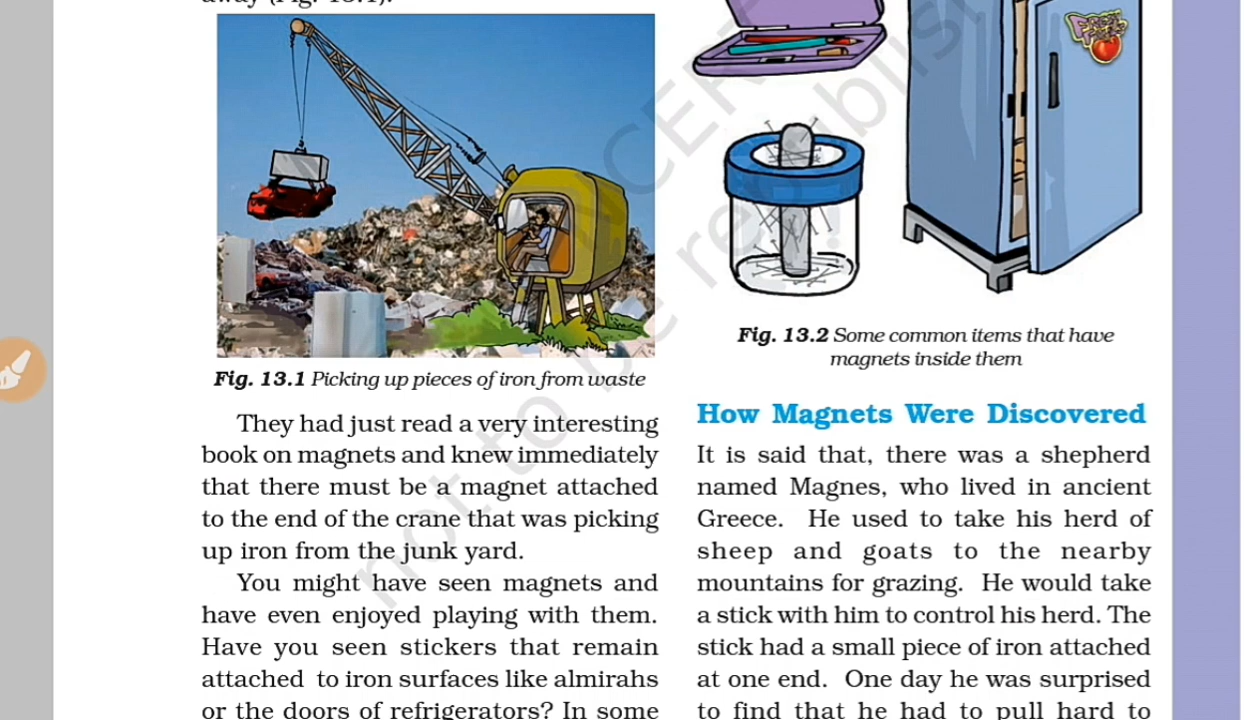 away (Fig. 13.1).
Fig. 13.1 Picking up pieces of iron from waste
They had just read a very interesting
book on magnets and knew immediately
that there must be a magnet attached
to the end of the crane that was picking
up iron from the junk yard.
You might have seen magnets and
have even enjoyed playing with them.
Have you seen stickers that remain
attached to iron surfaces like almirahs
or the doors of refrigerators? In some
Fig. 13.2 Some common items that have
magnets inside them
How Magnets Were Discovered
It is said that, there was a shepherd
named Magnes, who lived in ancient
Greece. He used to take his herd of
sheep and goats to the nearby
mountains for grazing. He would take
a stick with him to control his herd. The
stick had a small piece of iron attached
at one end. One day he was surprised
to find that he had to pull hard to
NCERT
not to be republis